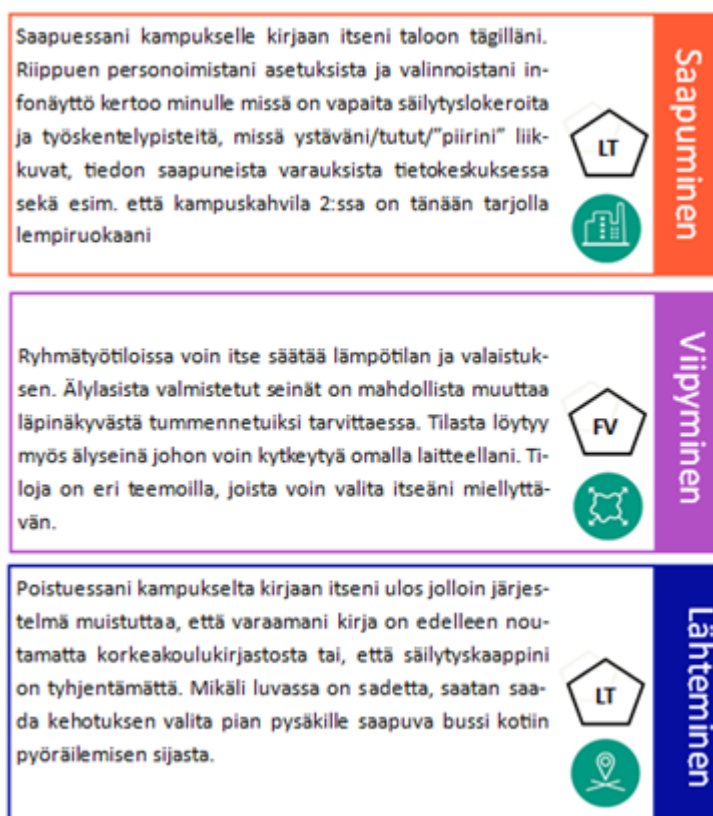 Saapuessani kampukselle kirjaan itseni taloon tägilläni.
Riippuen personoimistani asetuksista ja valinnoistani in-
fonäyttö kertoo minulle missä on vapaita säilytyslokeroita
ja työskentelypisteitä, missä ystäväni/tutut/"piirini" liik-
kuvat, tiedon saapuneista varauksista tietokeskuksessa
sekä esim. että kampuskahvila 2:ssa on tänään tarjolla
lempiruokaani
LT
Saapuminen
Ryhmätyötiloissa voin itse säätää lämpötilan ja valaistuk-
sen. Älylasista valmistetut seinät on mahdollista muuttaa
läpinäkyvästä tummennetuiksi tarvittaessa. Tilasta löytyy
myös älyseinä johon voin kytkeytyä omalla laitteellani. Ti-
loja on eri teemoilla, joista voin valita itseäni miellyttä-
vän.
FV
Viipyminen
Poistuessani kampukselta kirjaan itseni ulos jolloin järjes-
telmä muistuttaa, että varaamani kirja on edelleen nou-
tamatta korkeakoulukirjastosta tai, että säilytyskaappini
on tyhjentämättä. Mikäli luvassa on sadetta, saatan saa-
da kehotuksen valita pian pysäkille saapuva bussi kotiin
pyöräilemisen sijasta.
LT
Lähteminen